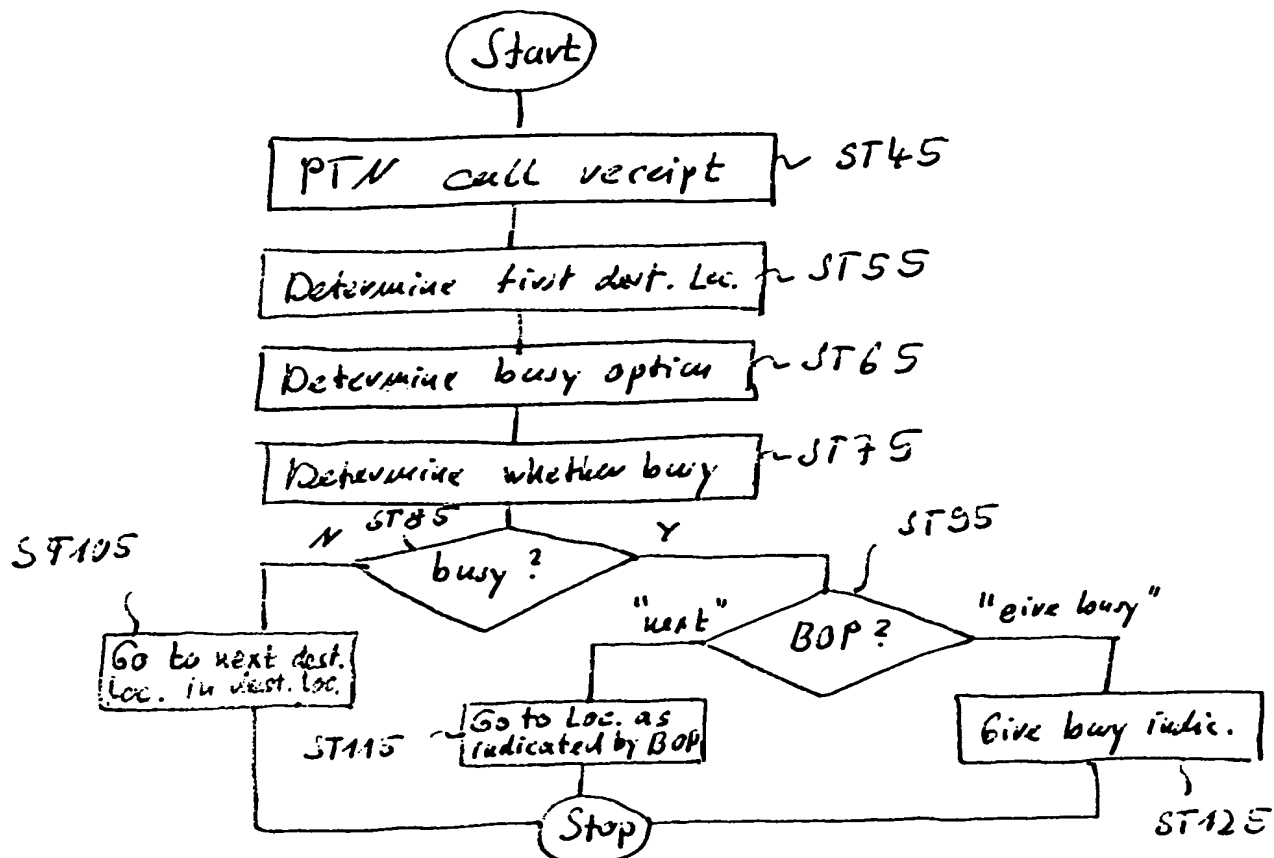 Start
PTN call receipt
ST45
Determine first dest. Loc.
ST55
Determine busy option
ST65
Determine whether busy
ST75
ST85
N
busy ?
Y
ST95
ST105
"next"
BOP ?
"give busy"
Go to next dest.
Loc. in dest. loc.
ST115
Go to Loc. as
indicated by BOP
Give busy indic.
ST125
Stop